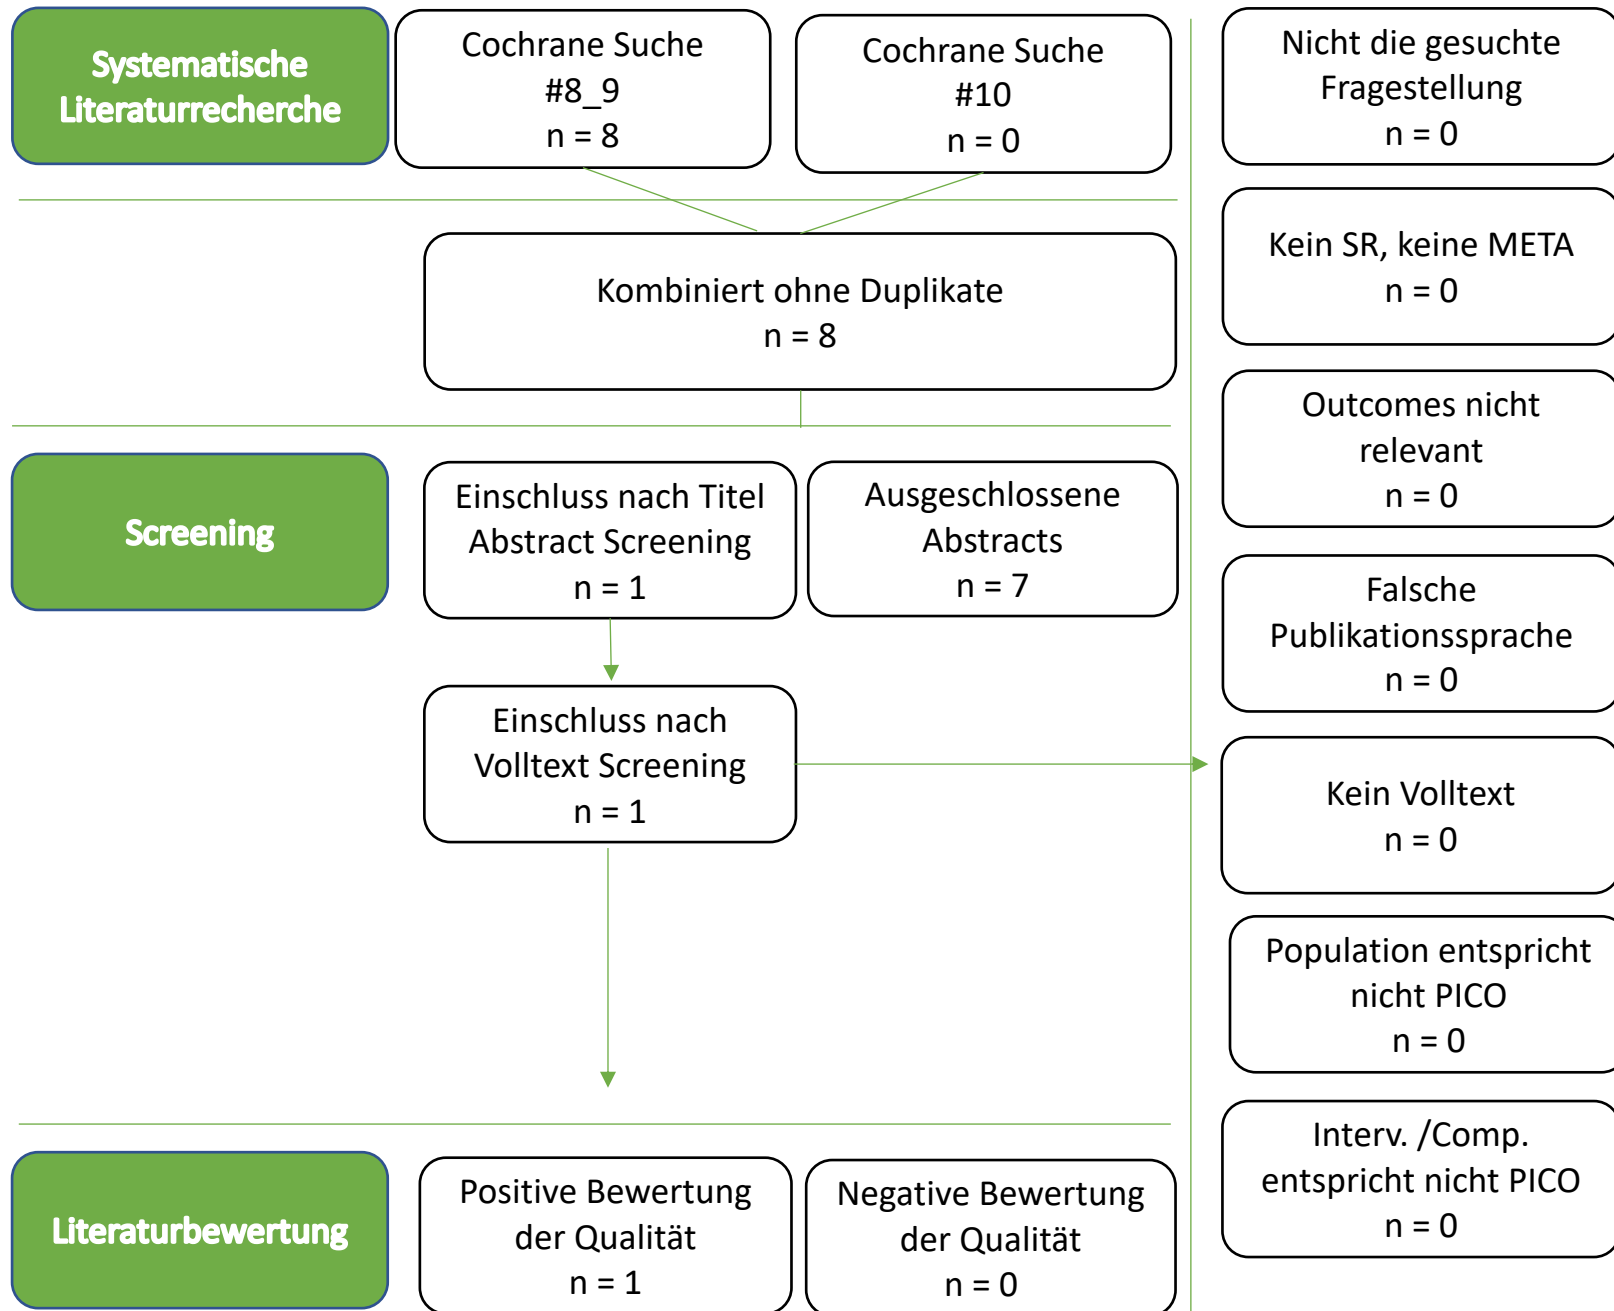 Systematische
Literaturrecherche
Cochrane Suche
#8_9
n = 8
Cochrane Suche
#10
n = 0
Kombiniert ohne Duplikate
n = 8
Screening
Einschluss nach Titel
Abstract Screening
n = 1
Ausgeschlossene
Abstracts
n = 7
Einschluss nach
Volltext Screening
n = 1
Literaturbewertung
Positive Bewertung
der Qualität
n = 1
Negative Bewertung
der Qualität
n = 0
Nicht die gesuchte
Fragestellung
n = 0
Kein SR, keine META
n = 0
Outcomes nicht
relevant
n = 0
Falsche
Publikationssprache
n = 0
Kein Volltext
n = 0
Population entspricht
nicht PICO
n = 0
Interv. /Comp.
entspricht nicht PICO
n = 0